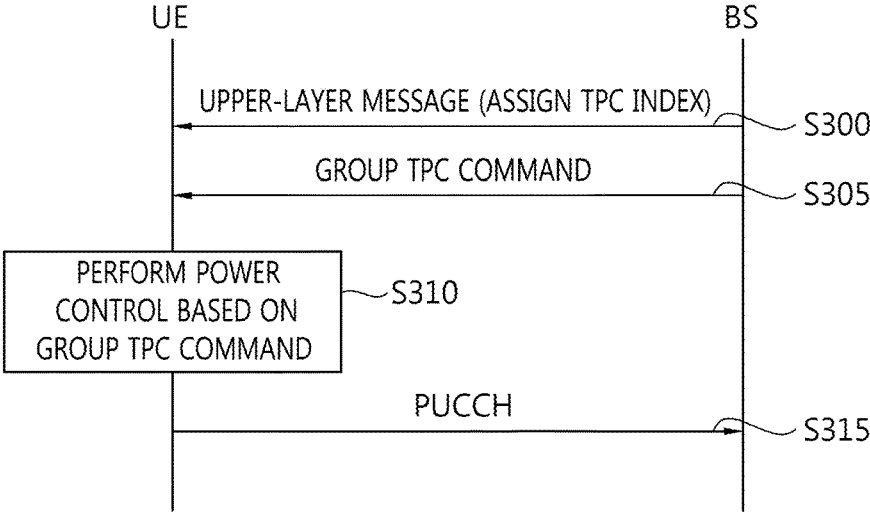 UE
BS
UPPER-LAYER MESSAGE (ASSIGN TPC INDEX)
S300
GROUP TPC COMMAND
S305
PERFORM POWER
CONTROL BASED ON
GROUP TPC COMMAND
S310
PUCCH
S315